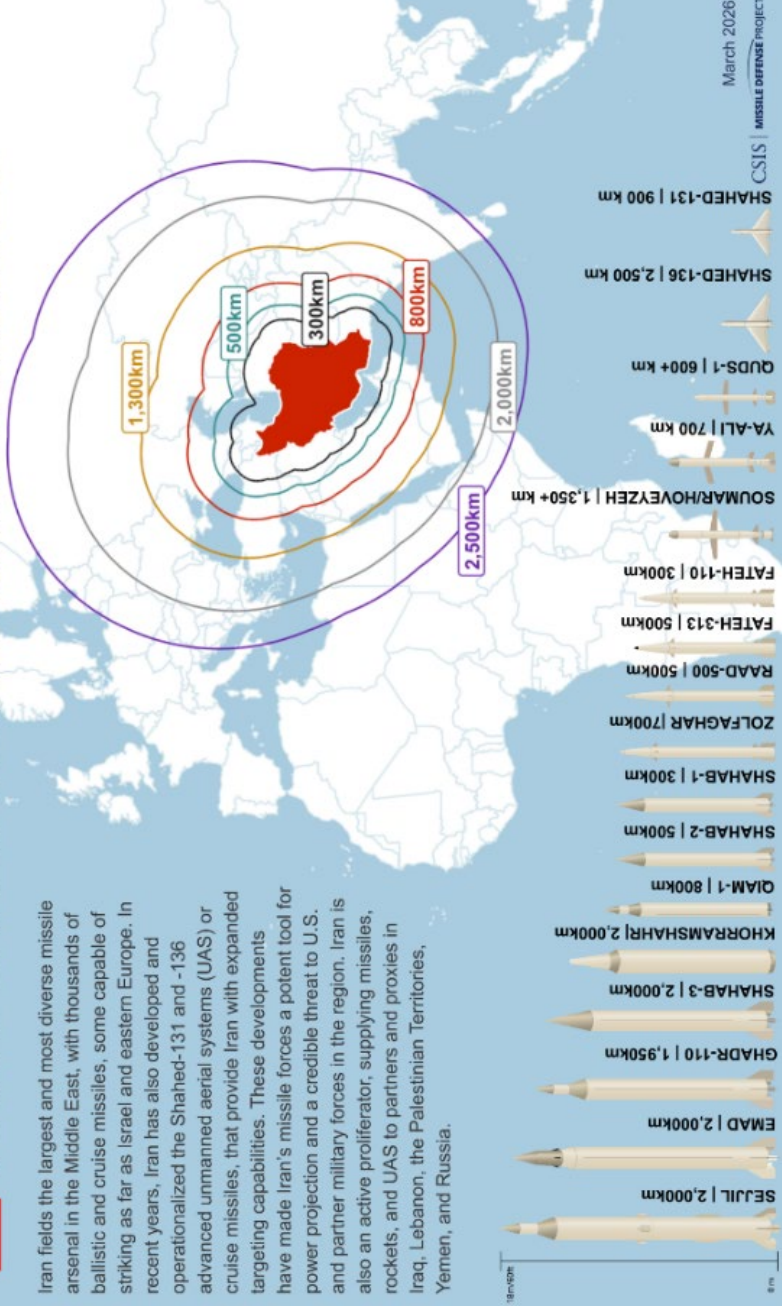 Iran fields the largest and most diverse missile
arsenal in the Middle East, with thousands of
ballistic and cruise missiles, some capable of
striking as far as Israel and eastern Europe. In
recent years, Iran has also developed and
operationalized the Shahed-131 and -136
advanced unmanned aerial systems (UAS) or
cruise missiles, that provide Iran with expanded
targeting capabilities. These developments
have made Iran's missile forces a potent tool for
power projection and a credible threat to U.S.
and partner military forces in the region. Iran is
also an active proliferator, supplying missiles,
rockets, and UAS to partners and proxies in
Iraq, Lebanon, the Palestinian Territories,
Yemen, and Russia.
1,300km
500km
300km
800km
2,000km
2,500km
SEJJIL | 2,000km
EMAD | 2,000km
GHADR-110 | 1,950km
SHAHAB-3 | 2,000km
KHORRAMSHAHR| 2,000km
QIAM-1 | 800km
SHAHAB-2 | 500km
SHAHAB-1 | 300km
ZOLFAGHAR |700km
RAAD-500 | 500km
FATEH-313 | 500km
FATEH-110 | 300km
SOUMAR/HOVEYZEH | 1,350+ km
YA-ALI | 700 km
QUDS-1 | 600+ km
SHAHED-136 | 2,500 km
SHAHED-131 | 900 km
18m/60ft
0 m
March 2026
CSIS | MISSILE DEFENSE PROJECT